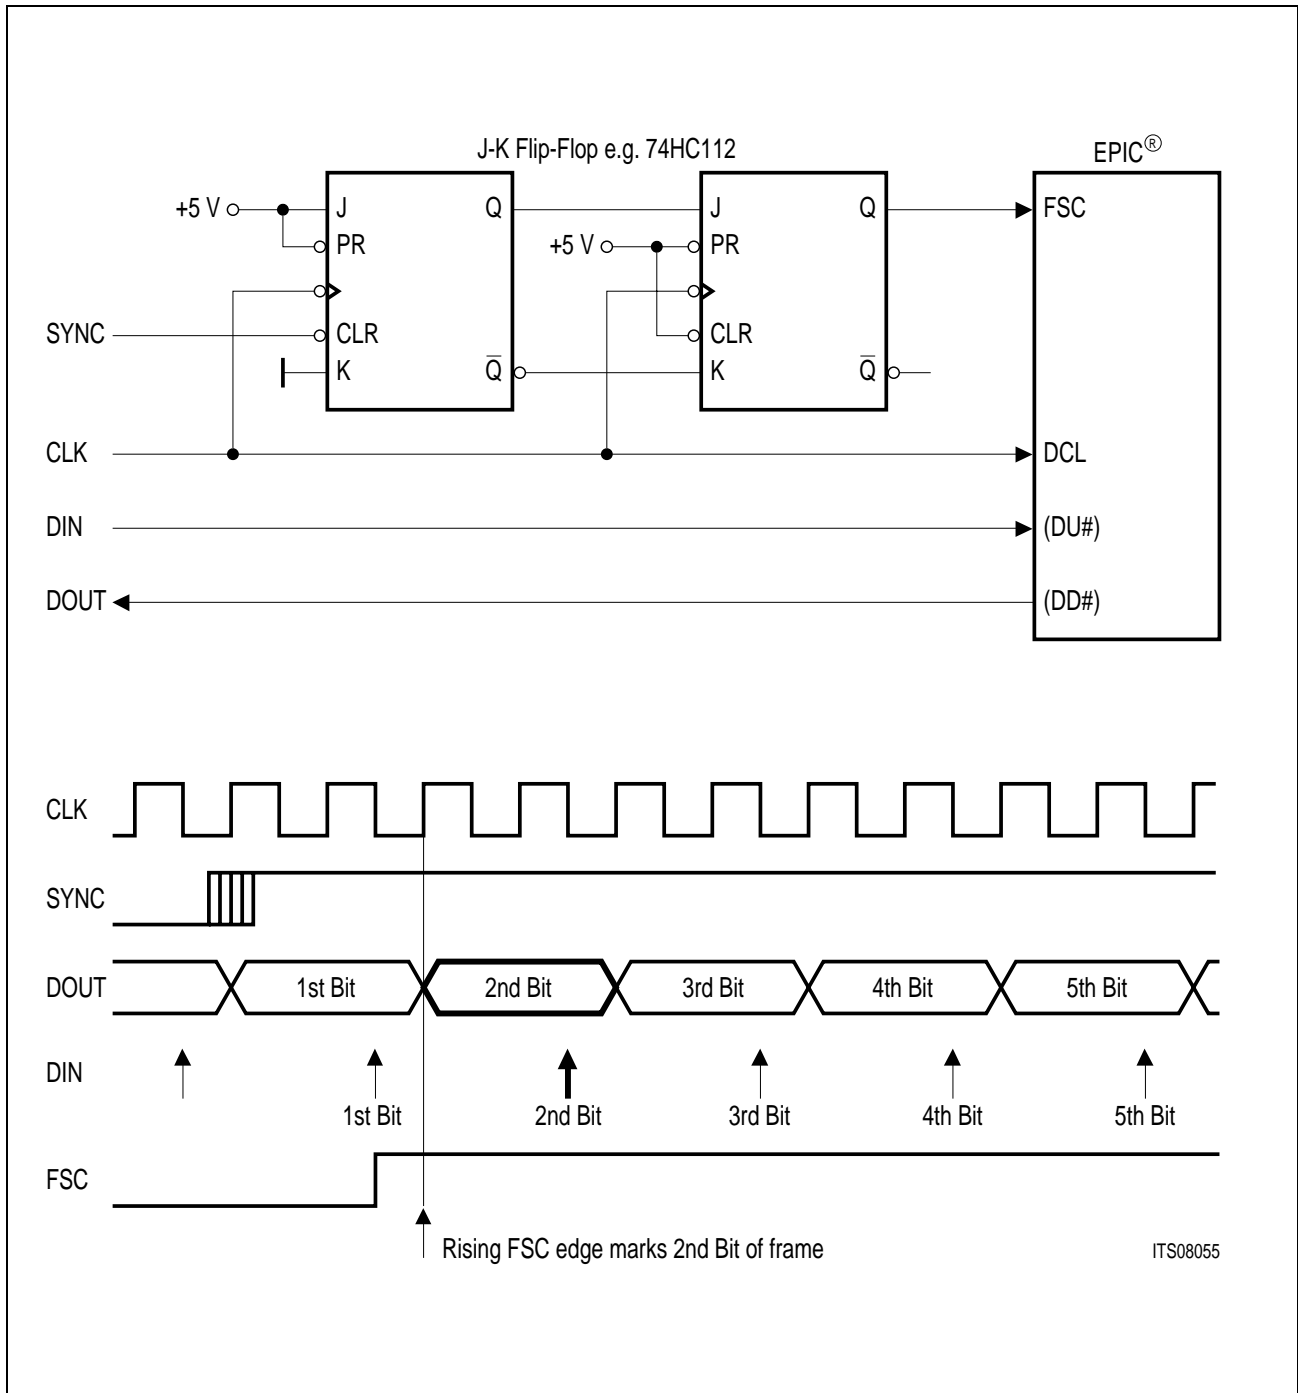 J-K Flip-Flop e.g. 74HC112
EPIC®
+5 V
J
Q
J
Q
FSC
PR
+5 V
PR
SYNC
CLR
CLR
K
Q̅
K
Q̅
CLK
DCL
DIN
(DU#)
DOUT
(DD#)
CLK
SYNC
DOUT
1st Bit
2nd Bit
3rd Bit
4th Bit
5th Bit
DIN
1st Bit
2nd Bit
3rd Bit
4th Bit
5th Bit
FSC
Rising FSC edge marks 2nd Bit of frame
ITS08055